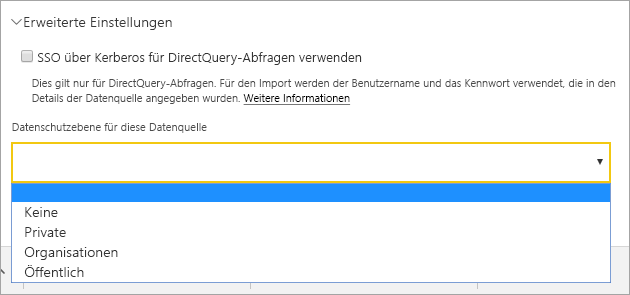 Erweiterte Einstellungen
SSO über Kerberos für DirectQuery-Abfragen verwenden
Dies gilt nur für DirectQuery-Abfragen. Für den Import werden der Benutzername und das Kennwort verwendet, die in den
Details der Datenquelle angegeben wurden. Weitere Informationen
Datenschutzebene für diese Datenquelle
Keine
Private
Organisationen
Öffentlich